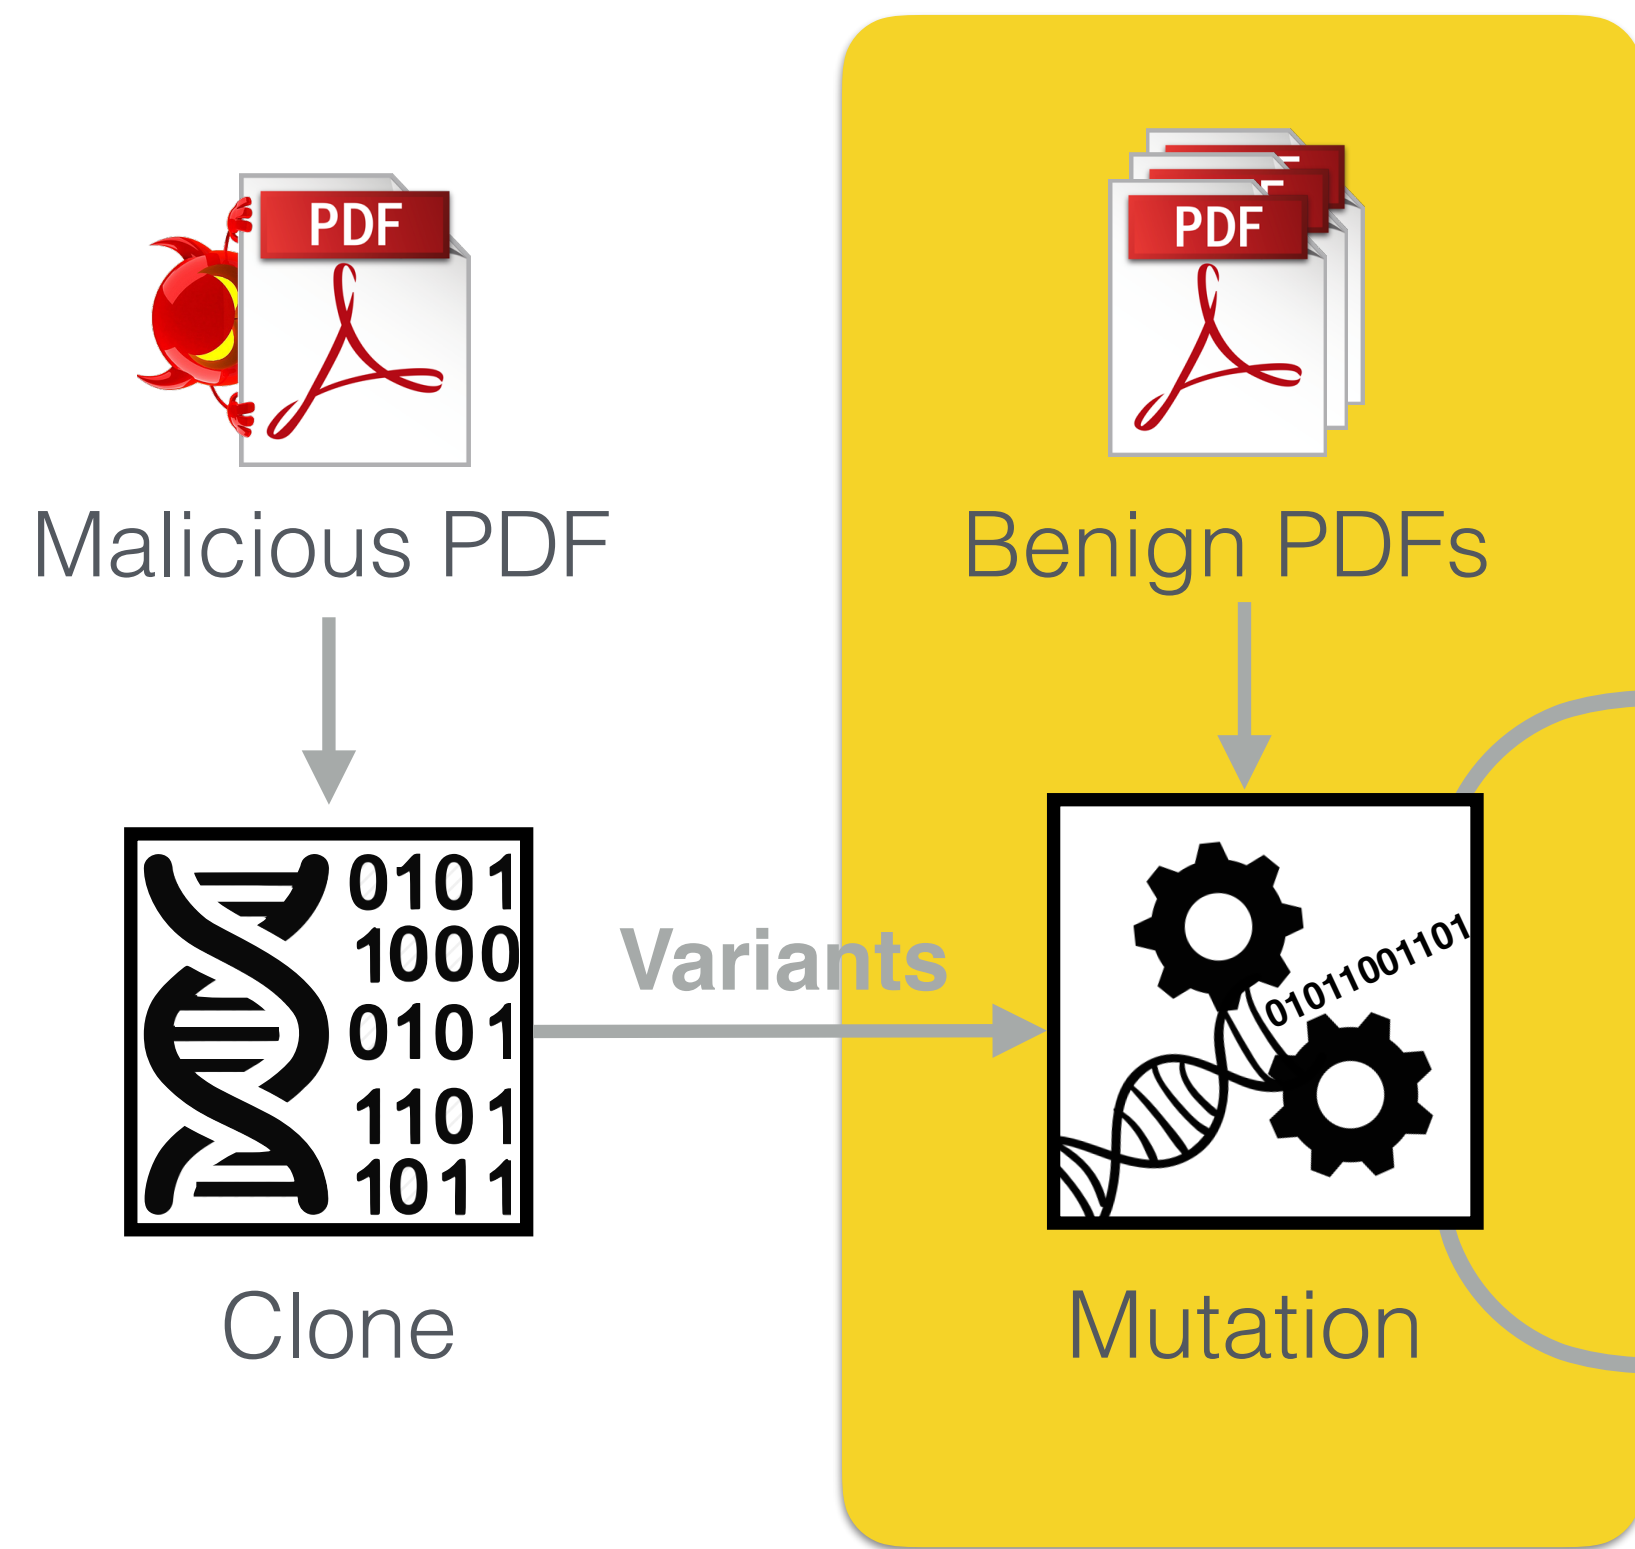 PDF
PDF
Malicious PDF
Benign PDFs
0101
1000
0101
1101
1011
Variants
01011001101
Clone
Mutation